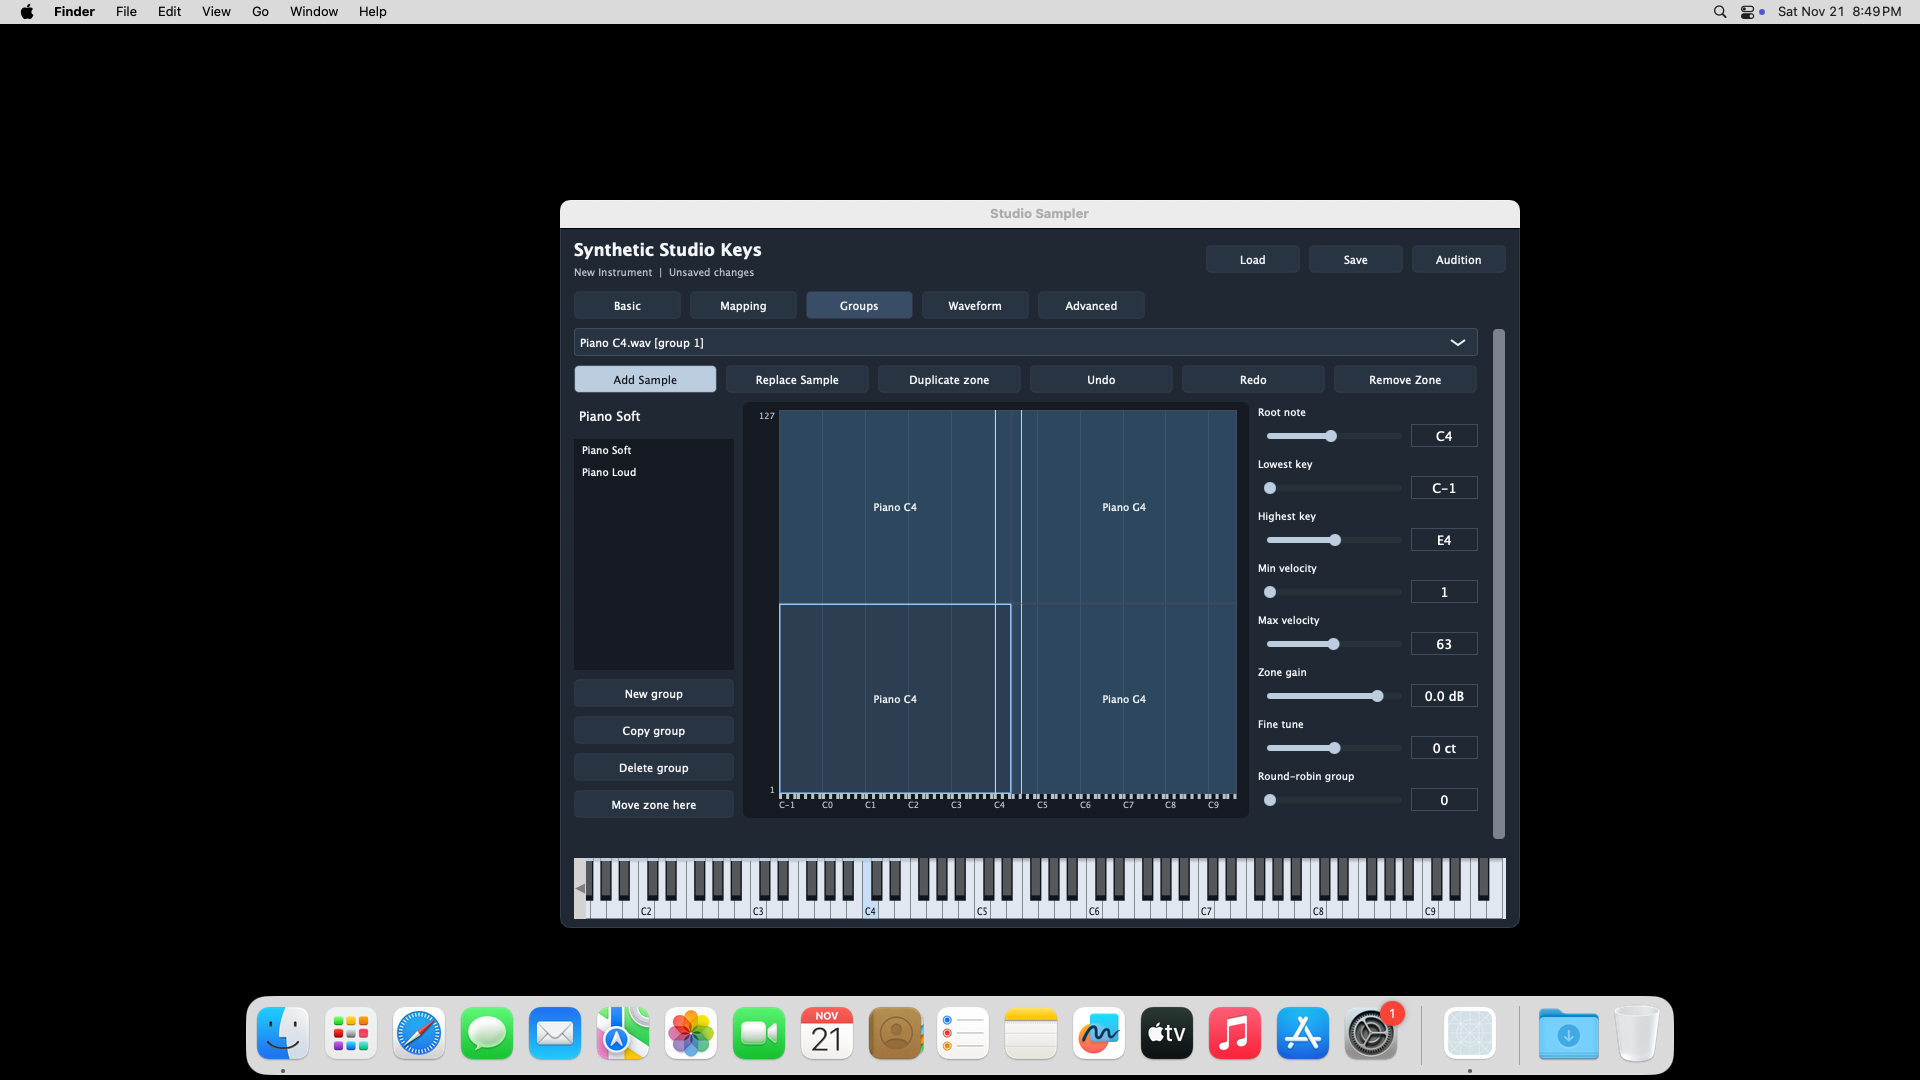 Finder File Edit View Go Window Help Sat Nov 21 8:49 PM
Studio Sampler
Synthetic Studio Keys
New Instrument | Unsaved changes
Load Save Audition
Basic Mapping Groups Waveform Advanced
Piano C4.wav [group 1]
Add Sample Replace Sample Duplicate zone Undo Redo Remove Zone
Piano Soft
Piano Soft
Piano Loud
New group
Copy group
Delete group
Move zone here
127
Piano C4 Piano G4
Piano C4 Piano G4
1
C-1 C0 C1 C2 C3 C4 C5 C6 C7 C8 C9
Root note
C4
Lowest key
C-1
Highest key
E4
Min velocity
1
Max velocity
63
Zone gain
0.0 dB
Fine tune
0 ct
Round-robin group
0
C2 C3 C4 C5 C6 C7 C8 C9
NOV
21
tv
1